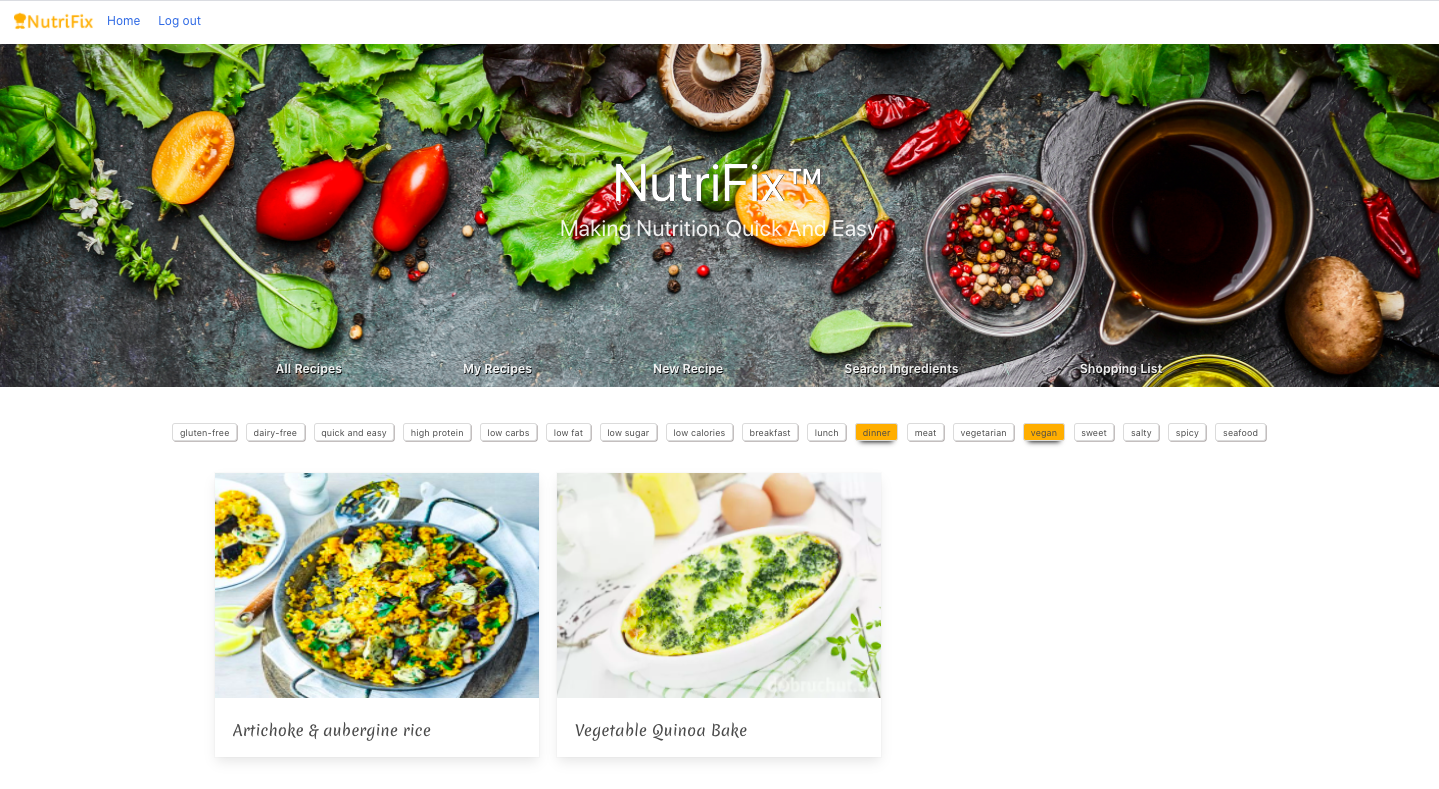 NutriFix Home Log out
NutriFix™
Making Nutrition Quick And Easy
All Recipes My Recipes New Recipe Search Ingredients Shopping List
gluten-free dairy-free quick and easy high protein low carbs low fat low sugar low calories breakfast lunch dinner meat vegetarian vegan sweet salty spicy seafood
Artichoke & aubergine rice Vegetable Quinoa Bake